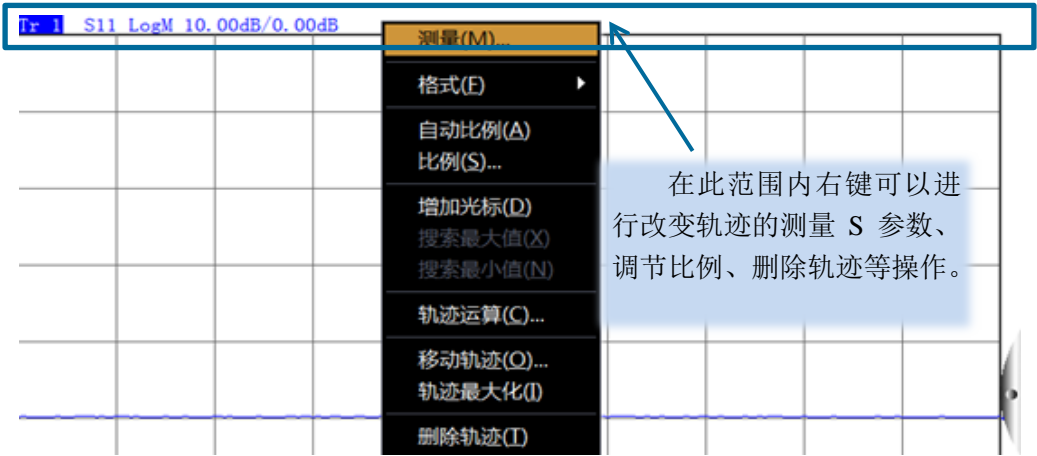 Tr 1 S11 LogM 10.00dB/0.00dB
测量(M)...
格式(F)
自动比例(A)
比例(S)...
增加光标(D)
搜索最大值(X)
搜索最小值(N)
轨迹运算(C)...
移动轨迹(O)...
轨迹最大化(I)
删除轨迹(T)
在此范围内右键可以进
行改变轨迹的测量 S 参数、
调节比例、删除轨迹等操作。